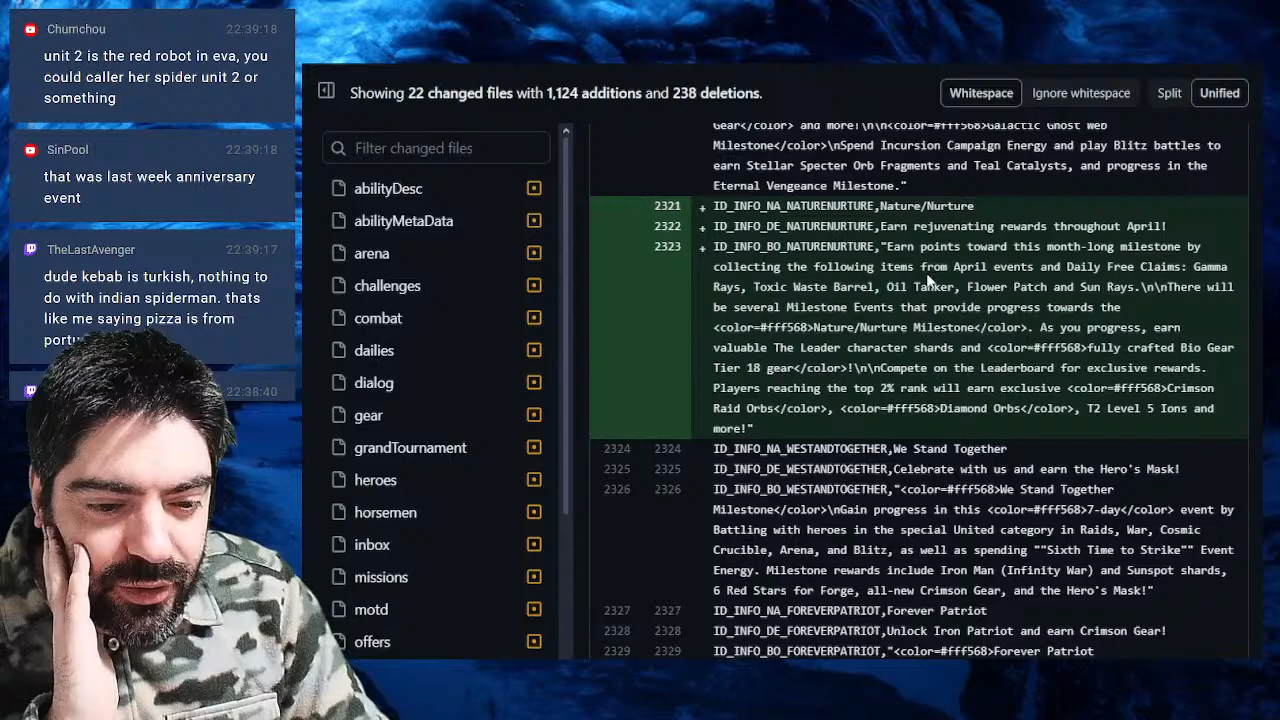 Chumchou 22:39:18
unit 2 is the red robot in eva, you
could caller her spider unit 2 or
something
SinPool 22:39:18
that was last week anniversary
event
TheLastAvenger 22:39:17
dude kebab is turkish, nothing to
do with indian spiderman. thats
like me saying pizza is from
22:38:40
Showing 22 changed files with 1,124 additions and 238 deletions.
Whitespace Ignore whitespace Split Unified
Filter changed files
abilityDesc
abilityMetaData
arena
challenges
combat
dailies
dialog
gear
grandTournament
heroes
horsemen
inbox
missions
motd
offers
Gear</color> and more!\n\n<color=#fff568>Galactic Ghost Web
Milestone</color>\nSpend Incursion Campaign Energy and play Blitz battles to
earn Stellar Specter Orb Fragments and Teal Catalysts, and progress in the
Eternal Vengeance Milestone."
2321 + ID_INFO_NA_NATURENURTURE,Nature/Nurture
2322 + ID_INFO_DE_NATURENURTURE,Earn rejuvenating rewards throughout April!
2323 + ID_INFO_BO_NATURENURTURE,"Earn points toward this month-long milestone by
collecting the following items from April events and Daily Free Claims: Gamma
Rays, Toxic Waste Barrel, Oil Tanker, Flower Patch and Sun Rays.\n\nThere will
be several Milestone Events that provide progress towards the
<color=#fff568>Nature/Nurture Milestone</color>. As you progress, earn
valuable The Leader character shards and <color=#fff568>fully crafted Bio Gear
Tier 18 gear</color>!\n\nCompete on the Leaderboard for exclusive rewards.
Players reaching the top 2% rank will earn exclusive <color=#fff568>Crimson
Raid Orbs</color>, <color=#fff568>Diamond Orbs</color>, T2 Level 5 Ions and
more!"
2324 2324 ID_INFO_NA_WESTANDTOGETHER,We Stand Together
2325 2325 ID_INFO_DE_WESTANDTOGETHER,Celebrate with us and earn the Hero's Mask!
2326 2326 ID_INFO_BO_WESTANDTOGETHER,"<color=#fff568>We Stand Together
Milestone</color>\nGain progress in this <color=#fff568>7-day</color> event by
Battling with heroes in the special United category in Raids, War, Cosmic
Crucible, Arena, and Blitz, as well as spending ""Sixth Time to Strike"" Event
Energy. Milestone rewards include Iron Man (Infinity War) and Sunspot shards,
6 Red Stars for Forge, all-new Crimson Gear, and the Hero's Mask!"
2327 2327 ID_INFO_NA_FOREVERPATRIOT,Forever Patriot
2328 2328 ID_INFO_DE_FOREVERPATRIOT,Unlock Iron Patriot and earn Crimson Gear!
2329 2329 ID_INFO_BO_FOREVERPATRIOT,"<color=#fff568>Forever Patriot